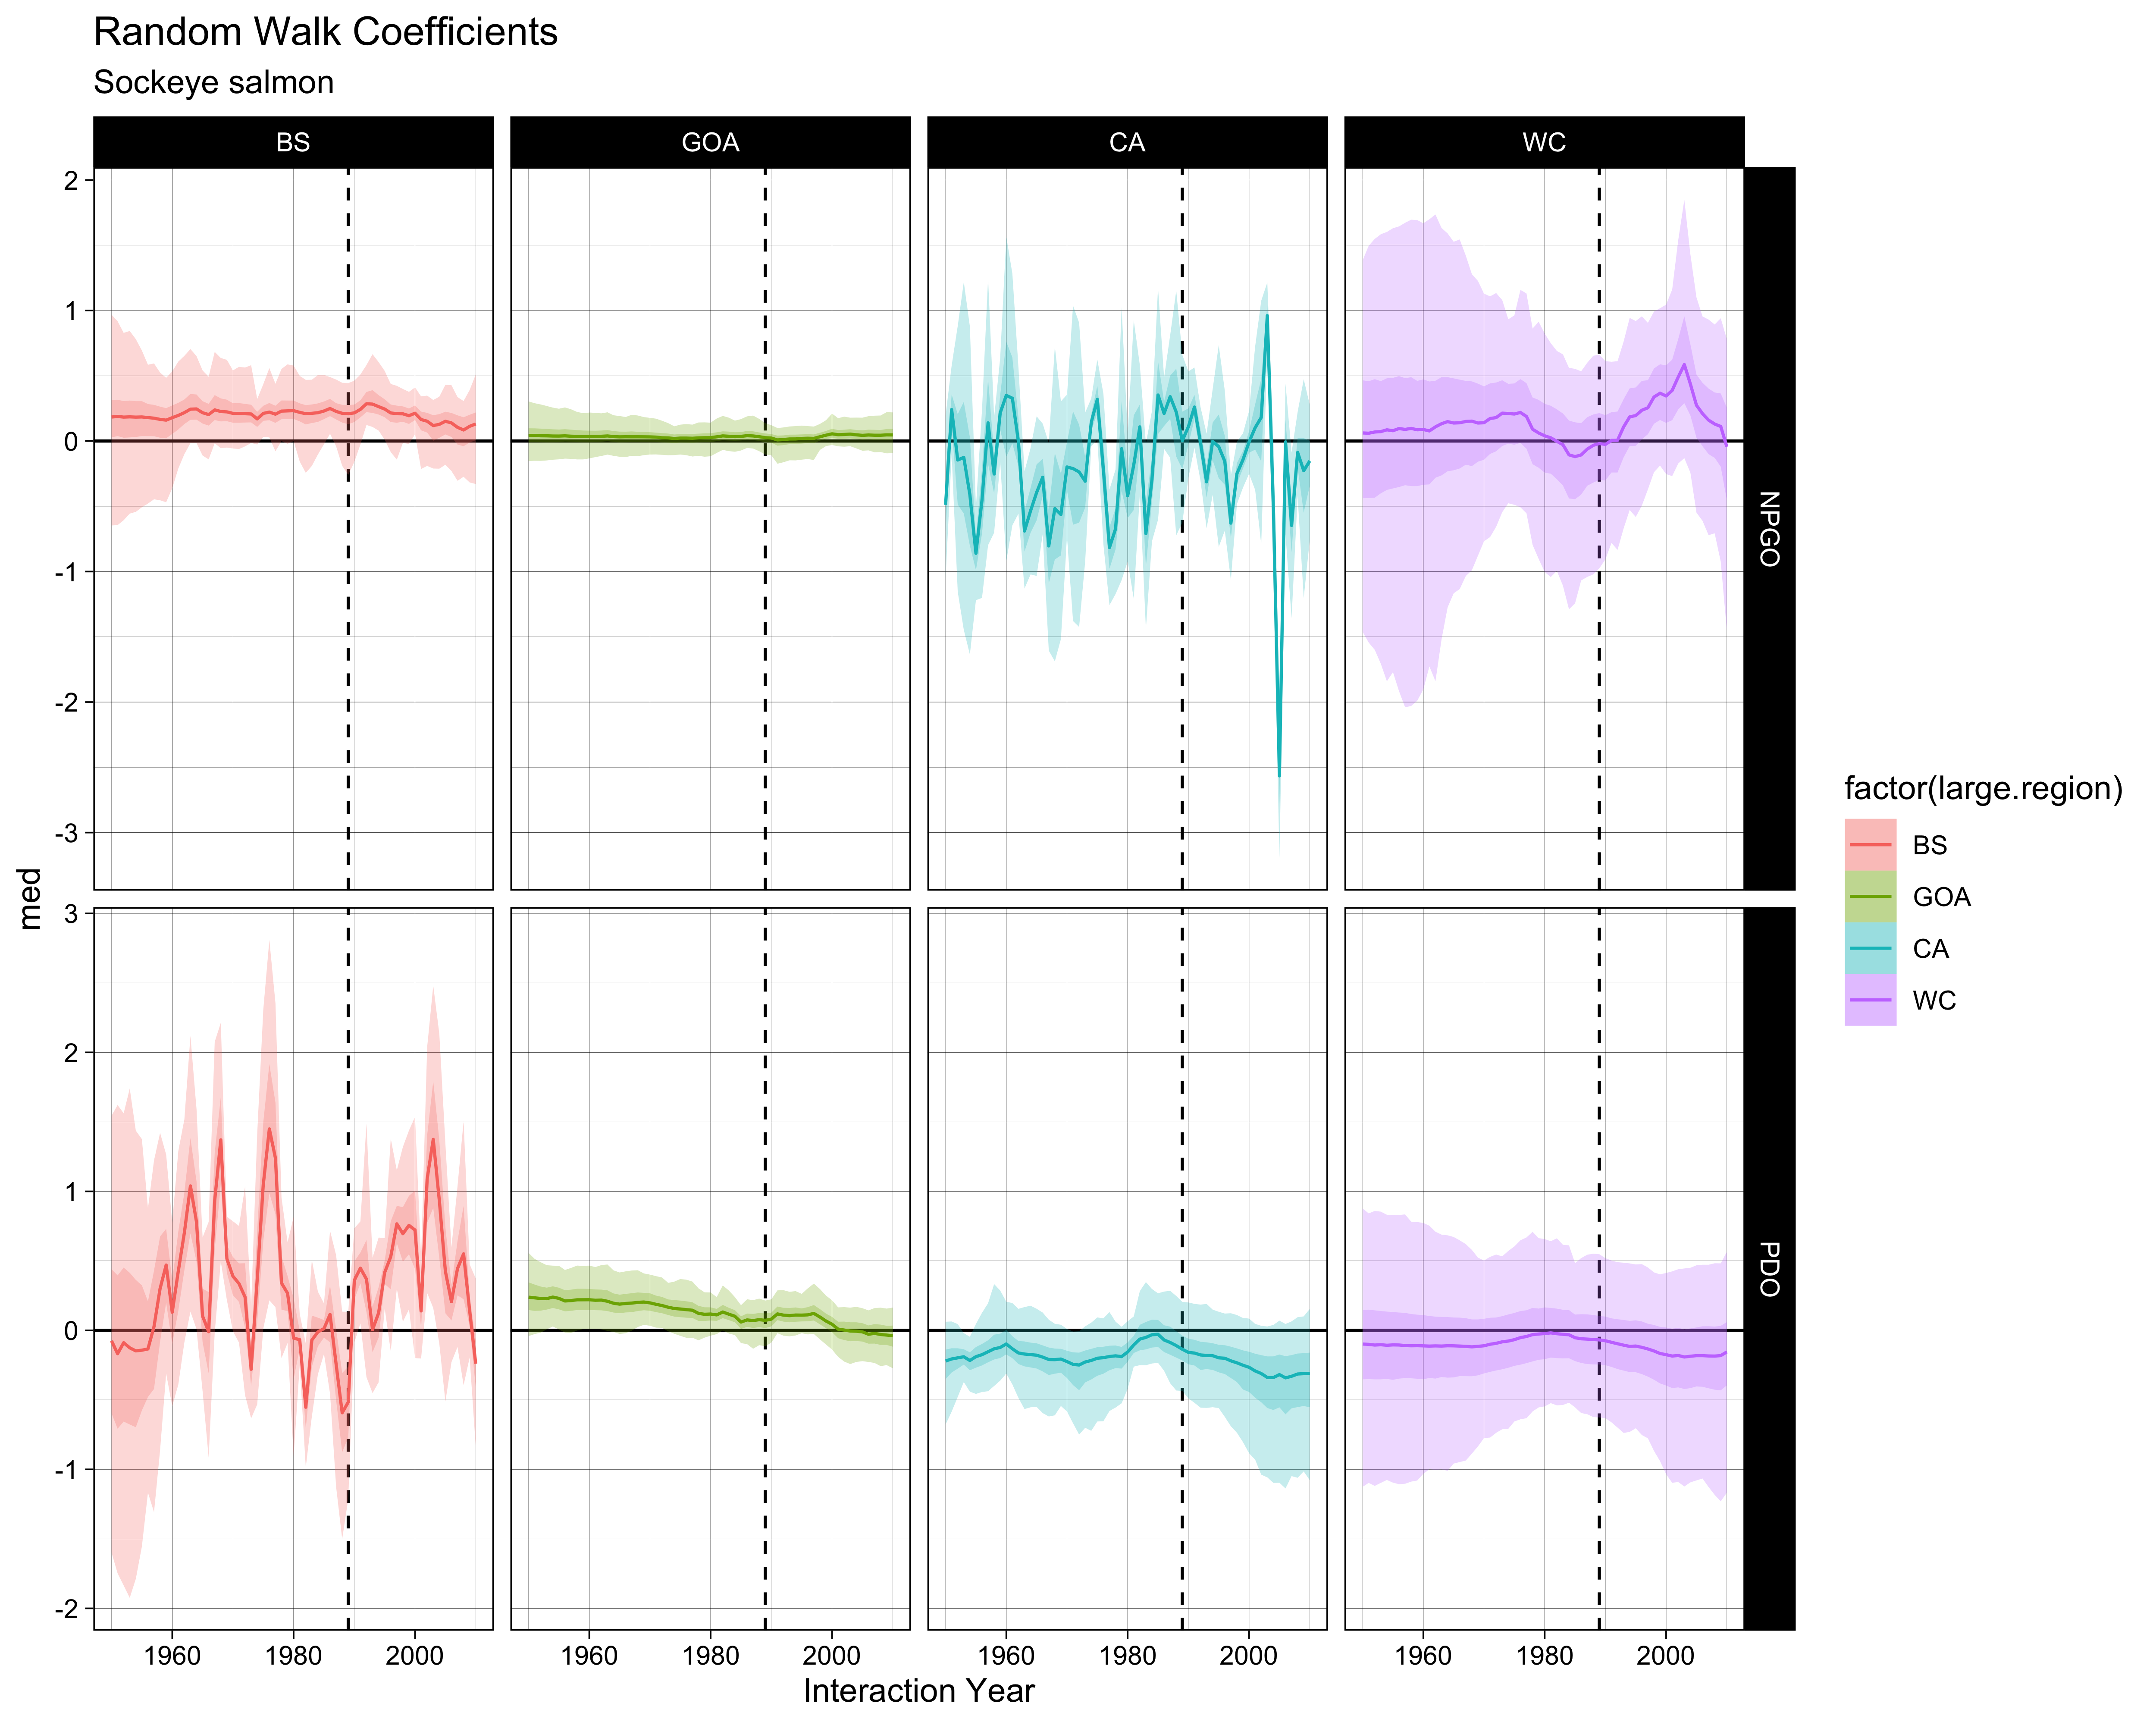 Random Walk Coefficients
Sockeye salmon
BS GOA CA WC
2
1
0
-1
-2
-3
NPGO
3
2
1
0
-1
-2
PDO
med
1960 1980 2000 1960 1980 2000 1960 1980 2000 1960 1980 2000
Interaction Year
factor(large.region)
BS
GOA
CA
WC